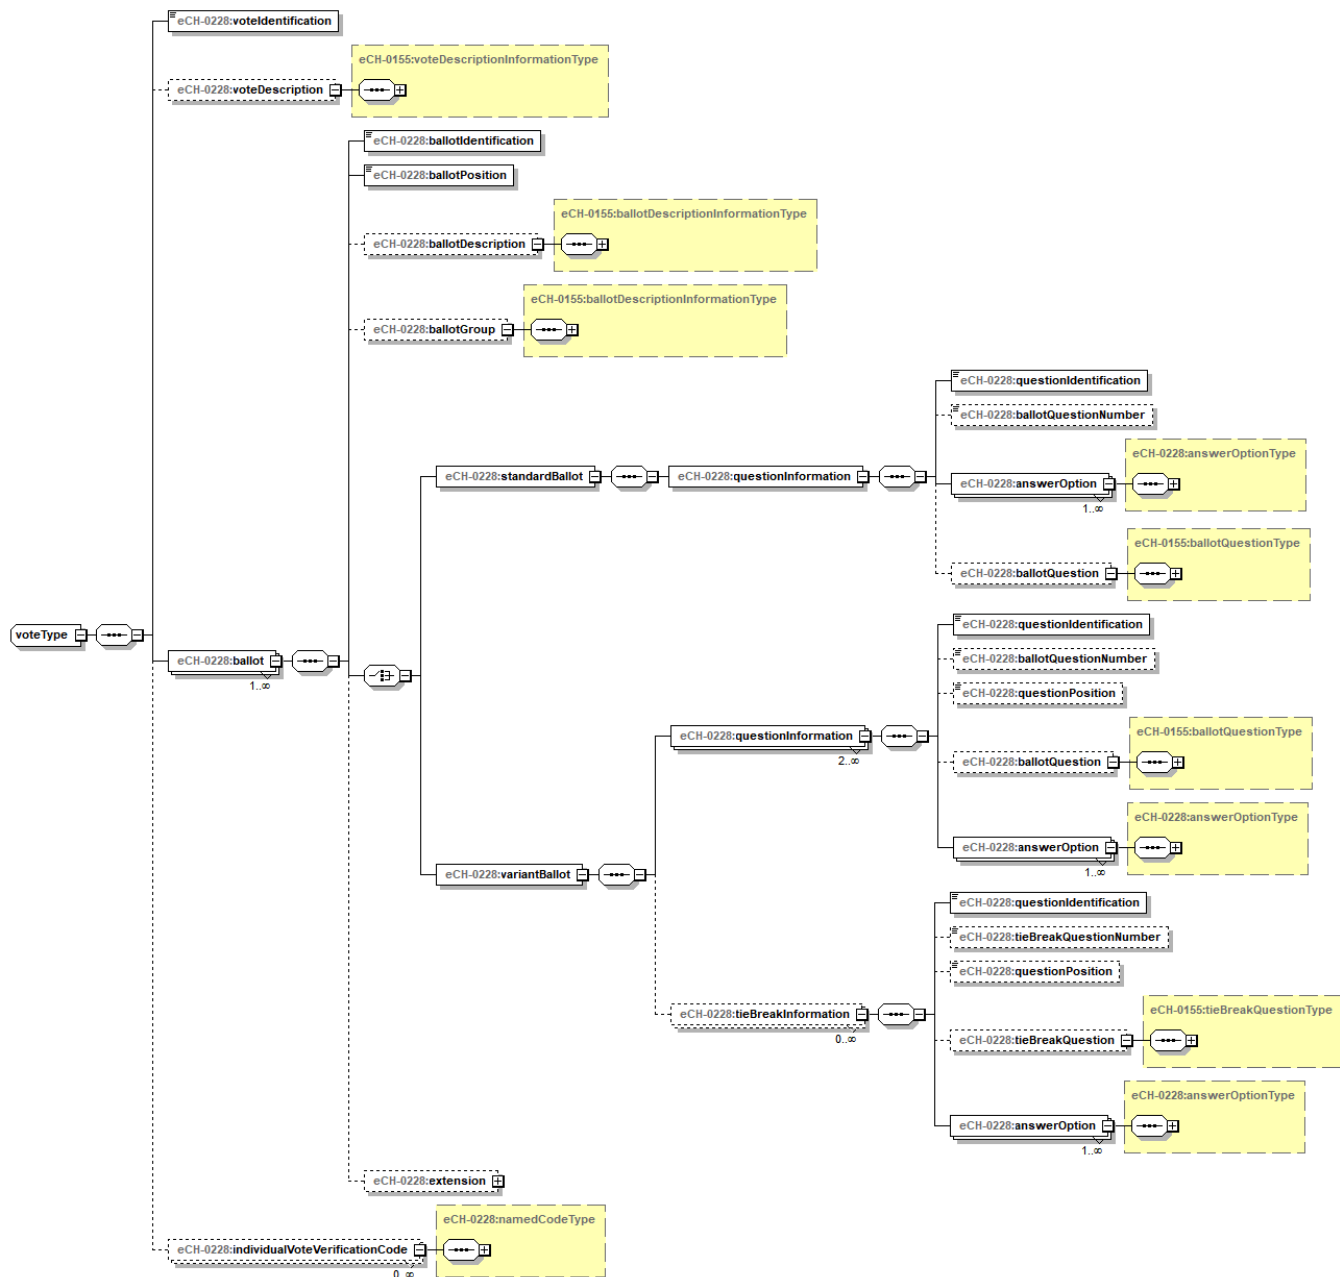 eCH-0228:voteIdentification
eCH-0155:voteDescriptionInformationType
eCH-0228:voteDescription
eCH-0228:ballotIdentification
eCH-0228:ballotPosition
eCH-0155:ballotDescriptionInformationType
eCH-0228:ballotDescription
eCH-0155:ballotDescriptionInformationType
eCH-0228:ballotGroup
eCH-0228:questionIdentification
eCH-0228:ballotQuestionNumber
eCH-0228:answerOptionType
eCH-0228:standardBallot
eCH-0228:questionInformation
eCH-0228:answerOption
1..∞
eCH-0155:ballotQuestionType
eCH-0228:ballotQuestion
voteType
eCH-0228:ballot
1..∞
eCH-0228:questionIdentification
eCH-0228:ballotQuestionNumber
eCH-0228:questionPosition
eCH-0228:questionInformation
2..∞
eCH-0155:ballotQuestionType
eCH-0228:ballotQuestion
eCH-0228:answerOptionType
eCH-0228:answerOption
1..∞
eCH-0228:variantBallot
eCH-0228:questionIdentification
eCH-0228:tieBreakQuestionNumber
eCH-0228:questionPosition
eCH-0228:tieBreakInformation
0..∞
eCH-0155:tieBreakQuestionType
eCH-0228:tieBreakQuestion
eCH-0228:answerOptionType
eCH-0228:answerOption
1..∞
eCH-0228:extension
eCH-0228:namedCodeType
eCH-0228:individualVoteVerificationCode
0..∞